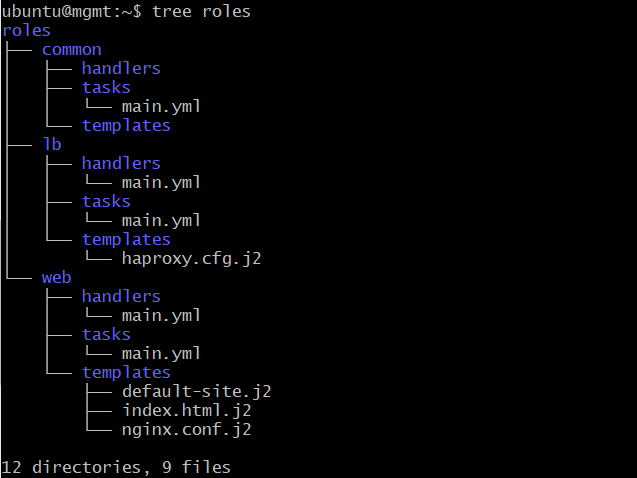 ubuntu@mgmt:~$ tree roles
roles
├── common
│   ├── handlers
│   ├── tasks
│   │   └── main.yml
│   └── templates
├── lb
│   ├── handlers
│   │   └── main.yml
│   ├── tasks
│   │   └── main.yml
│   └── templates
│       └── haproxy.cfg.j2
└── web
    ├── handlers
    │   └── main.yml
    ├── tasks
    │   └── main.yml
    └── templates
        ├── default-site.j2
        ├── index.html.j2
        └── nginx.conf.j2
12 directories, 9 files